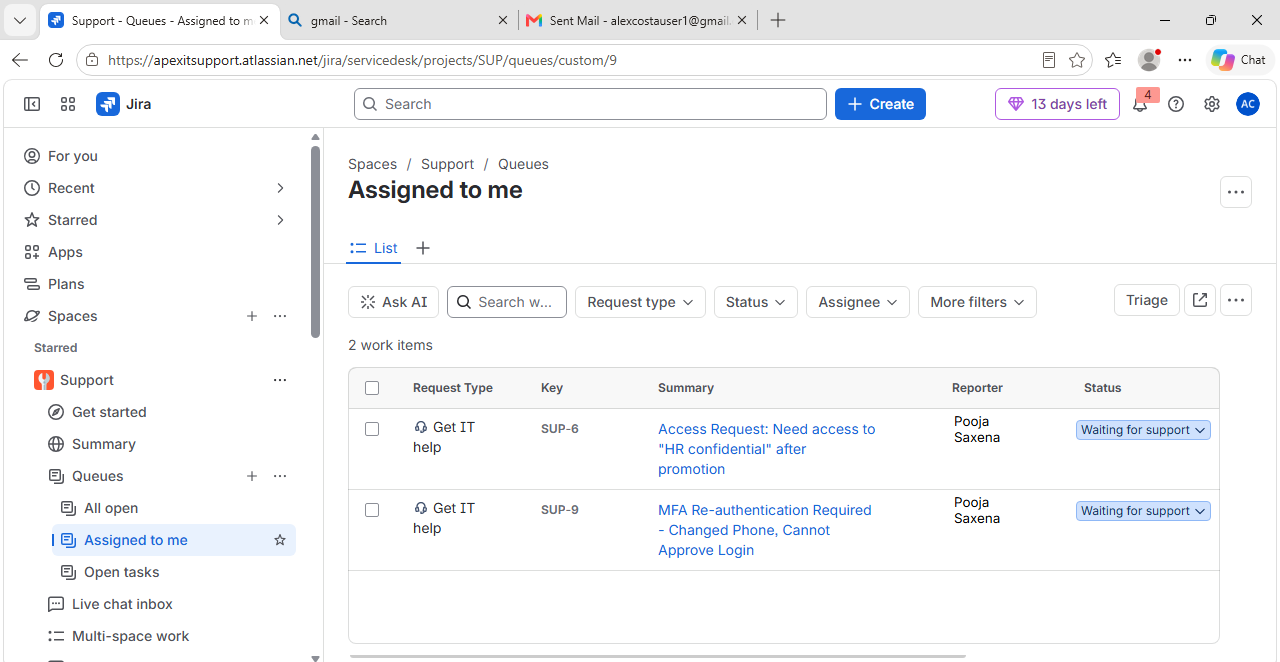 Support - Queues - Assigned to m
gmail - Search
Sent Mail - alexcostauser1@gmail.
https://apexitsupport.atlassian.net/jira/servicedesk/projects/SUP/queues/custom/9
Chat
Jira
Search
Create
13 days left
4
AC
For you
Recent
Starred
Apps
Plans
Spaces
Starred
Support
Get started
Summary
Queues
All open
Assigned to me
Open tasks
Live chat inbox
Multi-space work
Spaces / Support / Queues
Assigned to me
List
Ask AI
Search w...
Request type
Status
Assignee
More filters
Triage
2 work items
Request Type Key Summary Reporter Status
Get IT help
SUP-6
Access Request: Need access to
"HR confidential" after
promotion
Pooja
Saxena
Waiting for support
Get IT help
SUP-9
MFA Re-authentication Required
- Changed Phone, Cannot
Approve Login
Pooja
Saxena
Waiting for support